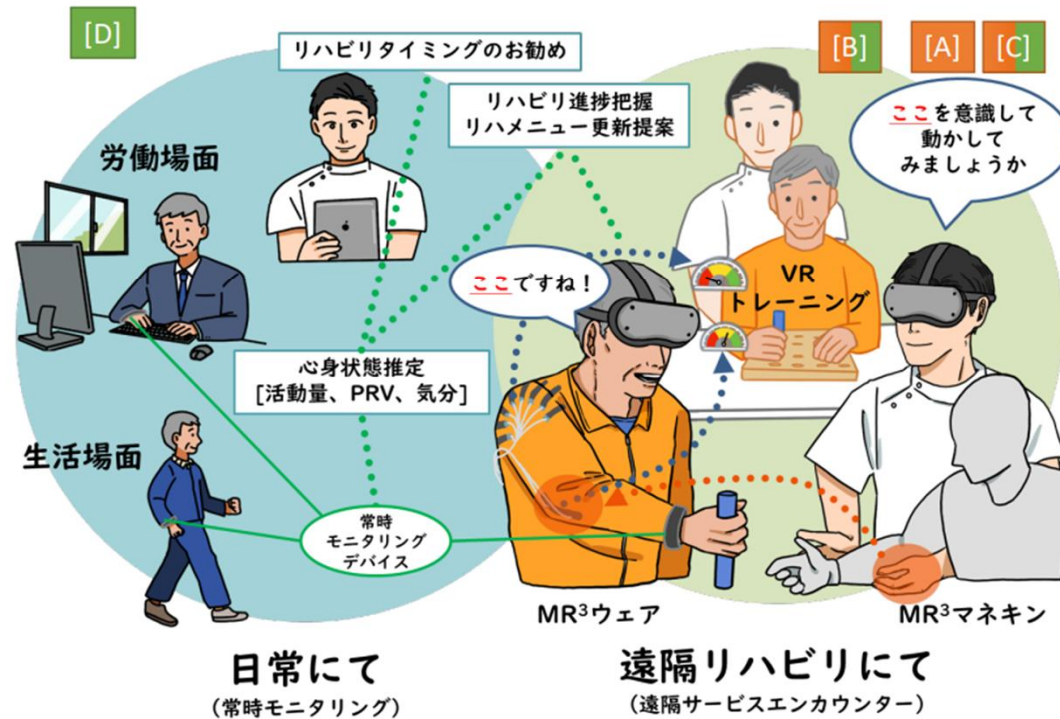 [D]
[B]
[A]
[C]
リハビリタイミングのお勧め
リハビリ進捗把握
リハメニュー更新提案
ここを意識して
動かして
みましょうか
労働場面
ここですね!
VR
トレーニング
心身状態推定
[活動量、PRV、気分]
生活場面
常時
モニタリング
デバイス
MR³ウェア
MR³マネキン
日常にて
(常時モニタリング)
遠隔リハビリにて
(遠隔サービスエンカウンター)